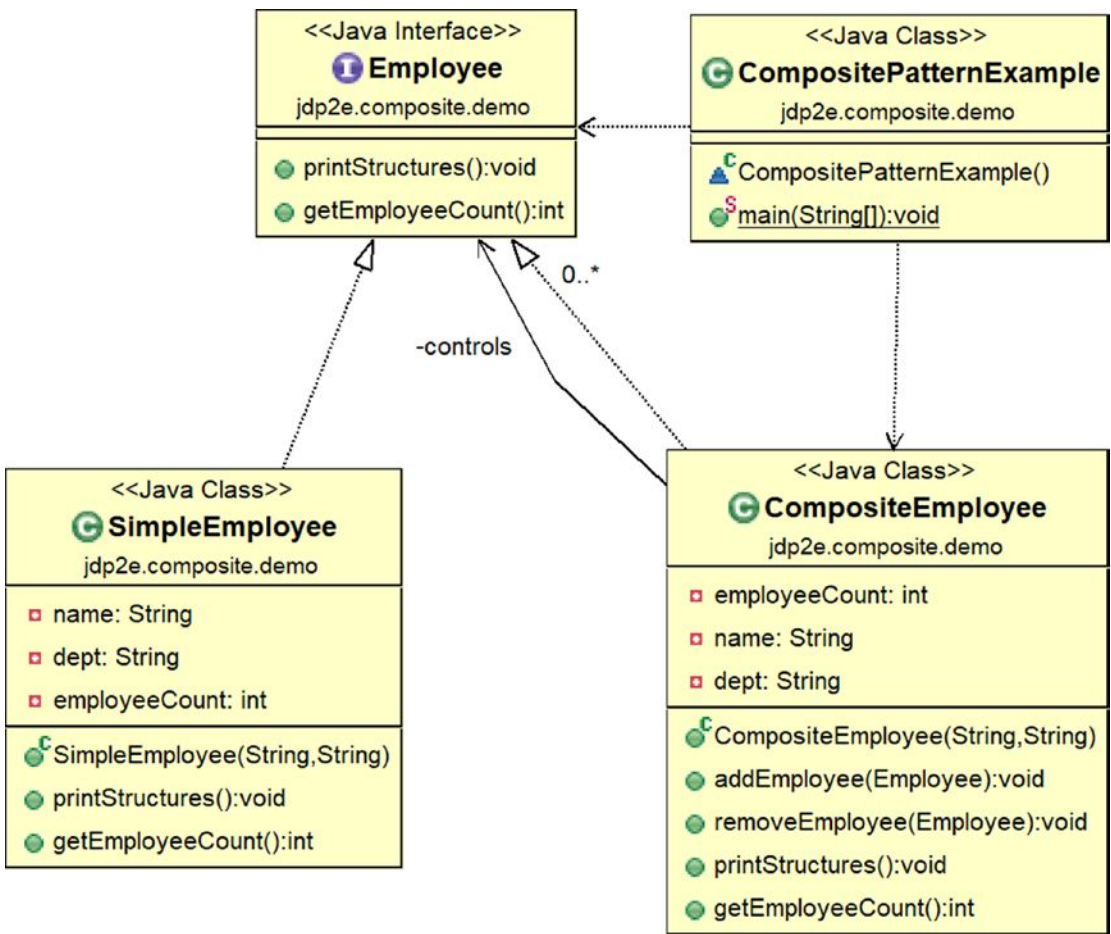 <<Java Interface>>
Employee
jdp2e.composite.demo
printStructures():void
getEmployeeCount():int
<<Java Class>>
CompositePatternExample
jdp2e.composite.demo
CompositePatternExample()
main(String[]):void
0..*
-controls
<<Java Class>>
SimpleEmployee
jdp2e.composite.demo
name: String
dept: String
employeeCount: int
SimpleEmployee(String,String)
printStructures():void
getEmployeeCount():int
<<Java Class>>
CompositeEmployee
jdp2e.composite.demo
employeeCount: int
name: String
dept: String
CompositeEmployee(String,String)
addEmployee(Employee):void
removeEmployee(Employee):void
printStructures():void
getEmployeeCount():int